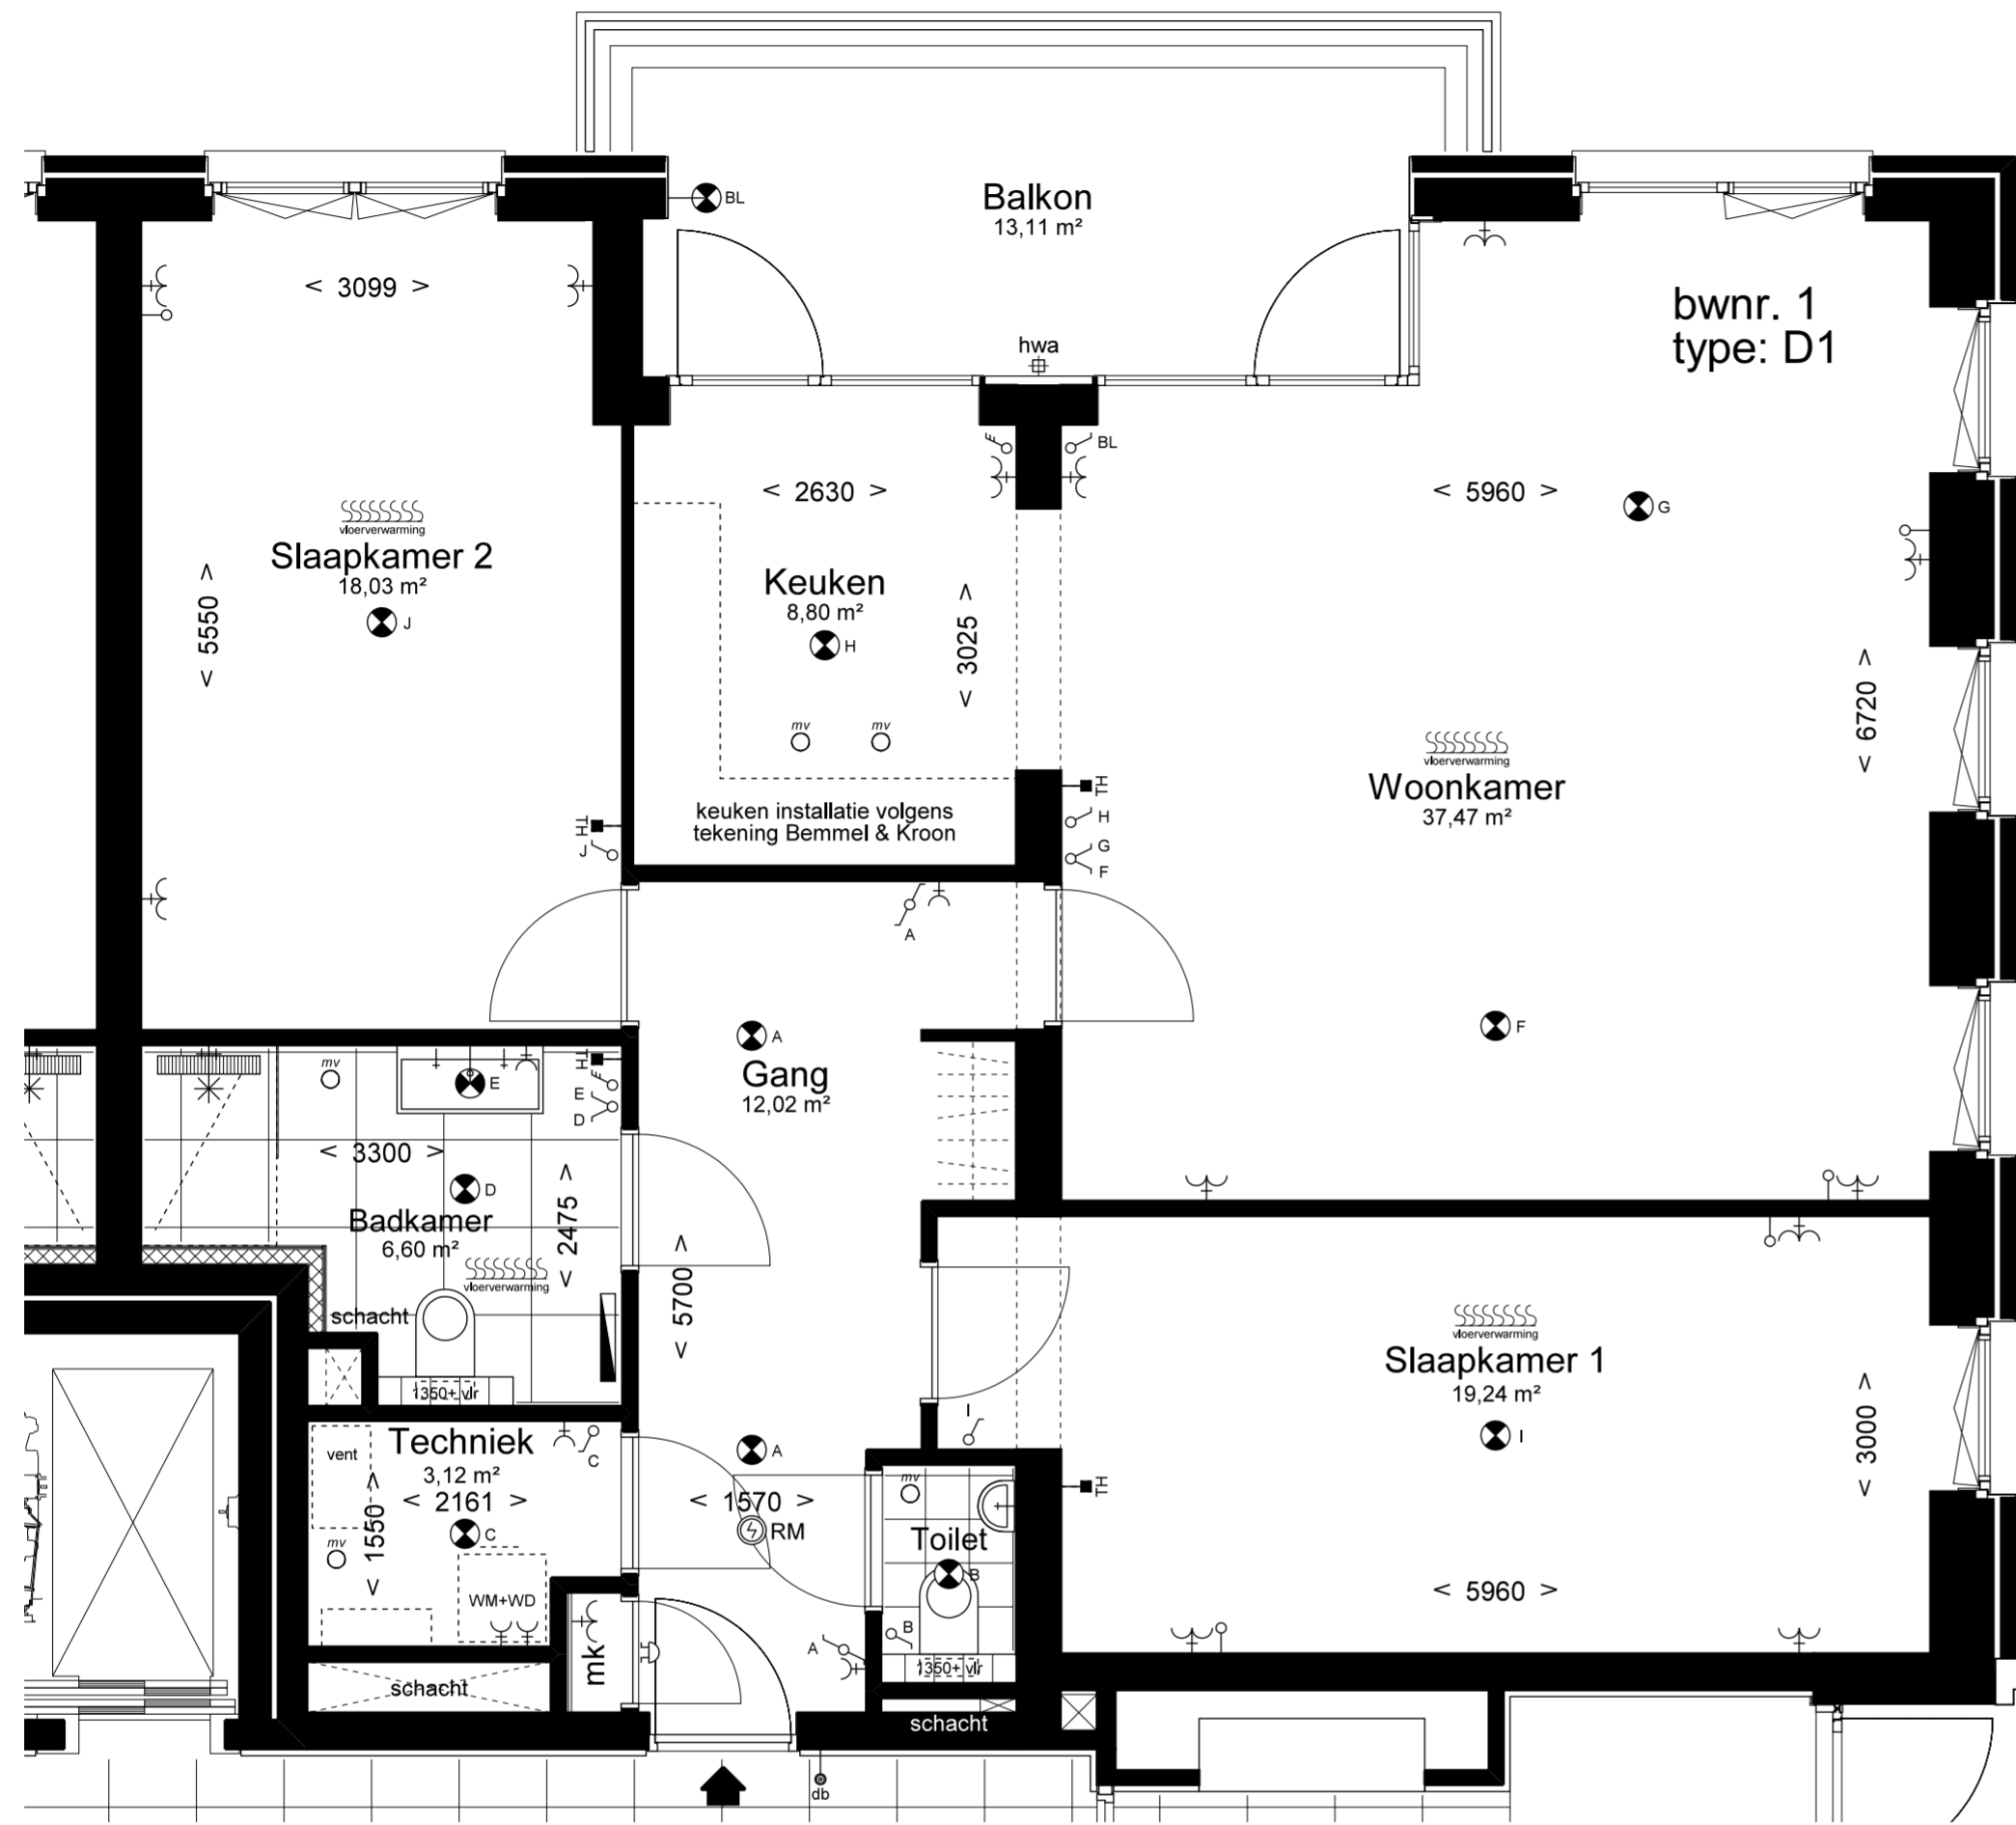 Balkon
13,11 m²
BL
< 3099 >
hwa
bwnr. 1
type: D1
BL
< 2630 >
< 5960 >
G
vloerverwarming
Slaapkamer 2
18,03 m²
J
< 5550 >
Keuken
8,80 m²
H
< 3025 >
mv
mv
< 6720 >
vloerverwarming
Woonkamer
37,47 m²
keuken installatie volgens
tekening Bemmel & Kroon
TH
H
G
F
TH
J
A
F
A
Gang
12,02 m²
mv
E
TH
E
D
< 3300 >
D
Badkamer
6,60 m²
< 2475 >
vloerverwarming
schacht
1350+ vlr
< 5700 >
vloerverwarming
Slaapkamer 1
19,24 m²
I
< 3000 >
I
TH
A
Techniek
3,12 m²
< 2161 >
vent
< 1550 >
C
C
mv
WM+WD
< 1570 >
RM
mv
Toilet
B
B
A
1350+ vlr
< 5960 >
mk
schacht
schacht
db